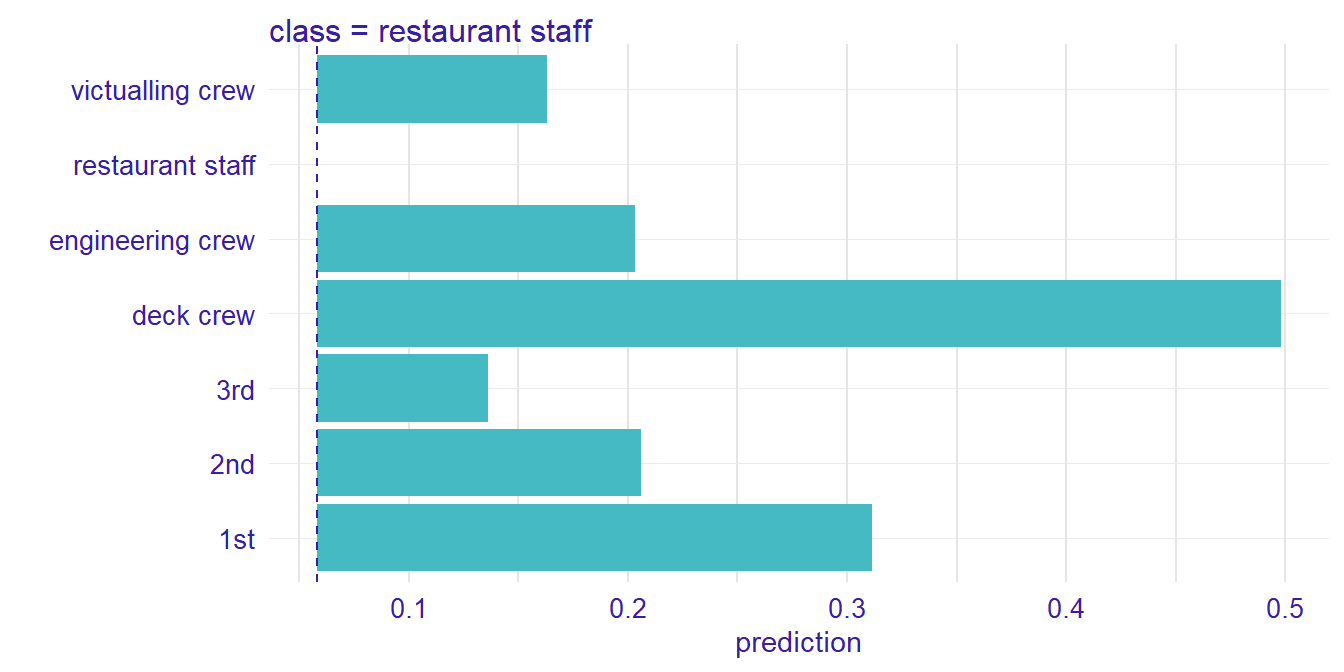 class = restaurant staff
victualling crew
restaurant staff
engineering crew
deck crew
3rd
2nd
1st
0.1 0.2 0.3 0.4 0.5
prediction